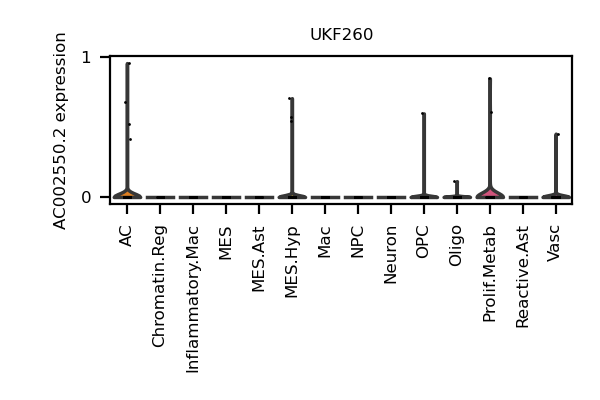 UKF260
AC002550.2 expression
1
0
AC
Chromatin.Reg
Inflammatory.Mac
MES
MES.Ast
MES.Hyp
Mac
NPC
Neuron
OPC
Oligo
Prolif.Metab
Reactive.Ast
Vasc